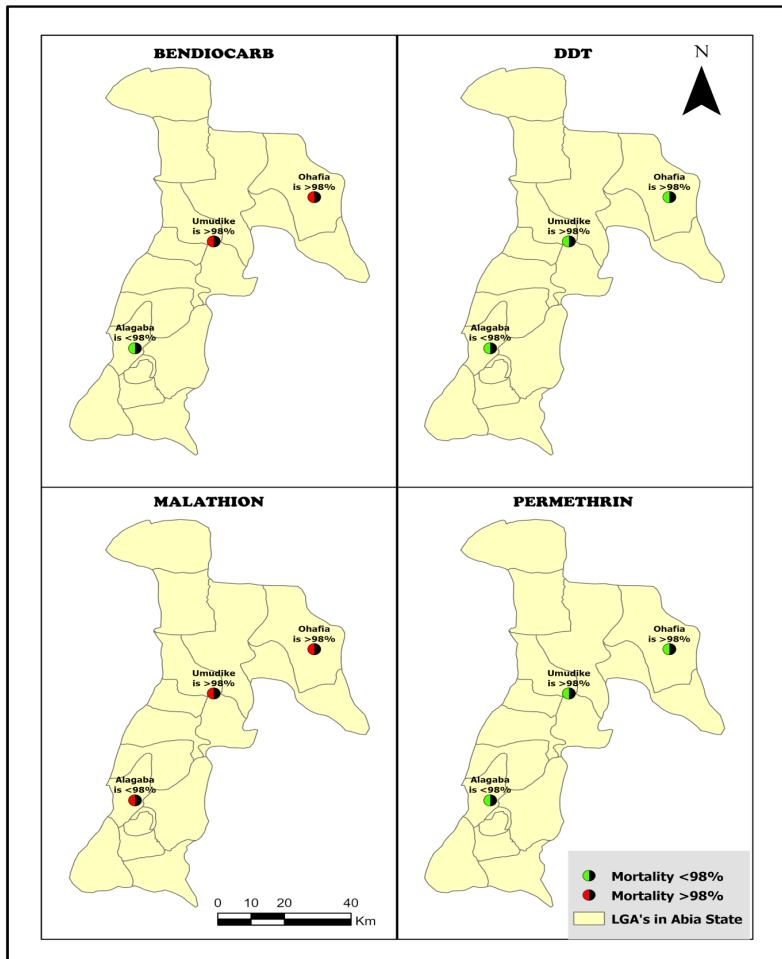 BENDIOCARB
Ohafia
is >98%
Umudike
is >98%
Alagaba
is <98%
DDT
N
Ohafia
is >98%
Umudike
is >98%
Alagaba
is <98%
MALATHION
Ohafia
is >98%
Umudike
is >98%
Alagaba
is <98%
0 10 20 40
Km
PERMETHRIN
Ohafia
is >98%
Umudike
is >98%
Alagaba
is <98%
Mortality <98%
Mortality >98%
LGA's in Abia State